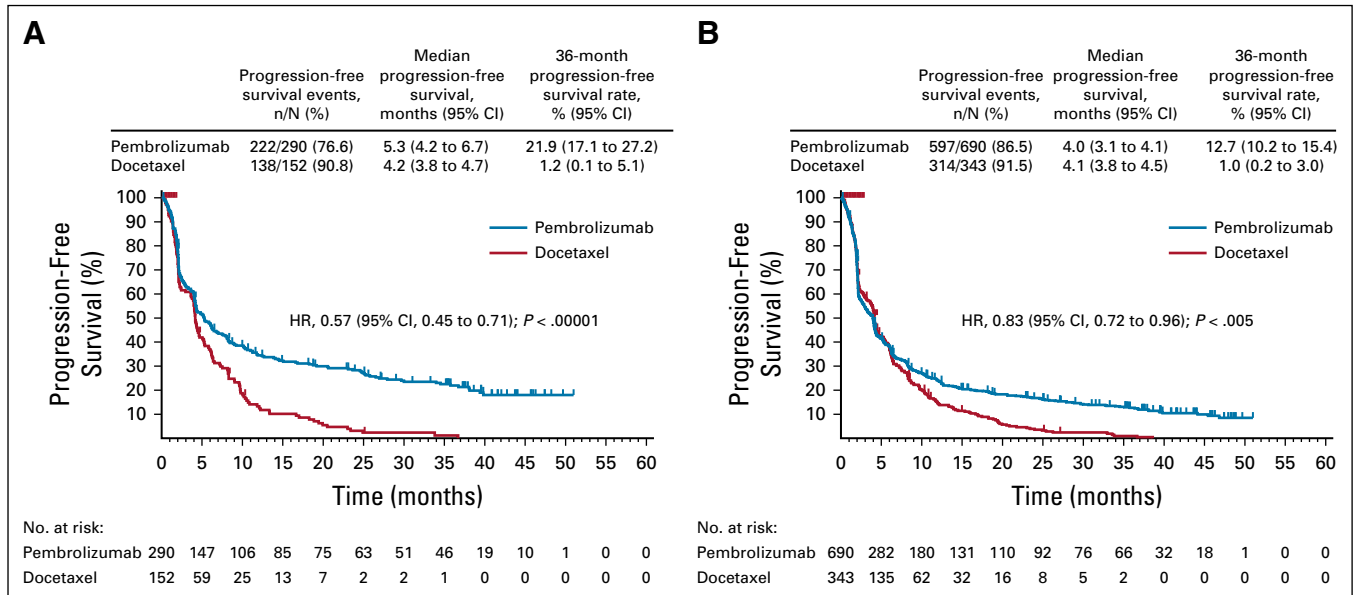 A
Progression-free survival events, n/N (%)
Median progression-free survival, months (95% CI)
36-month progression-free survival rate, % (95% CI)
Pembrolizumab 222/290 (76.6) 5.3 (4.2 to 6.7) 21.9 (17.1 to 27.2)
Docetaxel 138/152 (90.8) 4.2 (3.8 to 4.7) 1.2 (0.1 to 5.1)
Progression-Free
Survival (%)
100
90
80
70
60
50
40
30
20
10
Pembrolizumab
Docetaxel
HR, 0.57 (95% CI, 0.45 to 0.71); P < .00001
0 5 10 15 20 25 30 35 40 45 50 55 60
Time (months)
No. at risk:
Pembrolizumab 290 147 106 85 75 63 51 46 19 10 1 0 0
Docetaxel 152 59 25 13 7 2 2 1 0 0 0 0 0
B
Progression-free survival events, n/N (%)
Median progression-free survival, months (95% CI)
36-month progression-free survival rate, % (95% CI)
Pembrolizumab 597/690 (86.5) 4.0 (3.1 to 4.1) 12.7 (10.2 to 15.4)
Docetaxel 314/343 (91.5) 4.1 (3.8 to 4.5) 1.0 (0.2 to 3.0)
Progression-Free
Survival (%)
100
90
80
70
60
50
40
30
20
10
Pembrolizumab
Docetaxel
HR, 0.83 (95% CI, 0.72 to 0.96); P < .005
0 5 10 15 20 25 30 35 40 45 50 55 60
Time (months)
No. at risk:
Pembrolizumab 690 282 180 131 110 92 76 66 32 18 1 0 0
Docetaxel 343 135 62 32 16 8 5 2 0 0 0 0 0